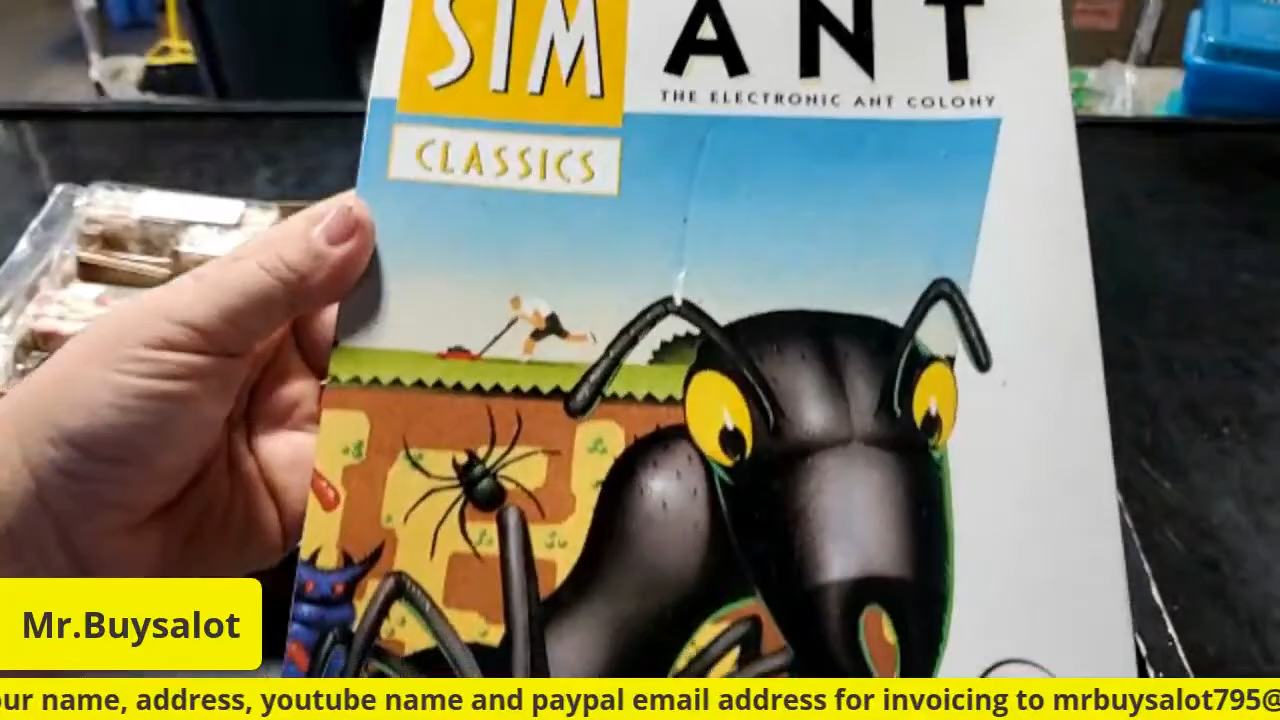 SIM
ANT
THE ELECTRONIC ANT COLONY
CLASSICS
Mr.Buysalot
our name, address, youtube name and paypal email address for invoicing to mrbuysalot795@